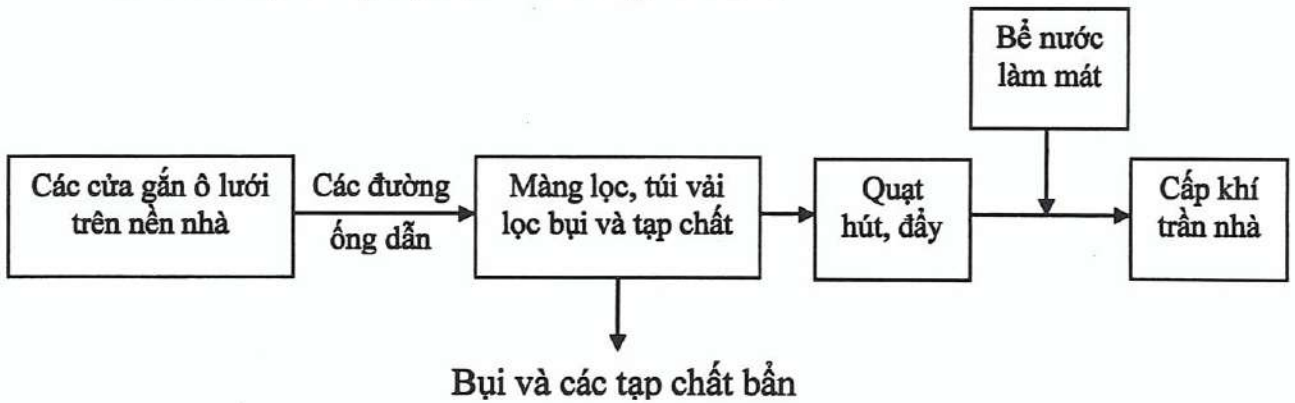 Bể nước
làm mát
Các cửa gắn ô lưới
trên nền nhà
Các đường
ống dẫn
Màng lọc, túi vải
lọc bụi và tạp chất
Quạt
hút, đẩy
Cấp khí
trần nhà
Bụi và các tạp chất bẩn